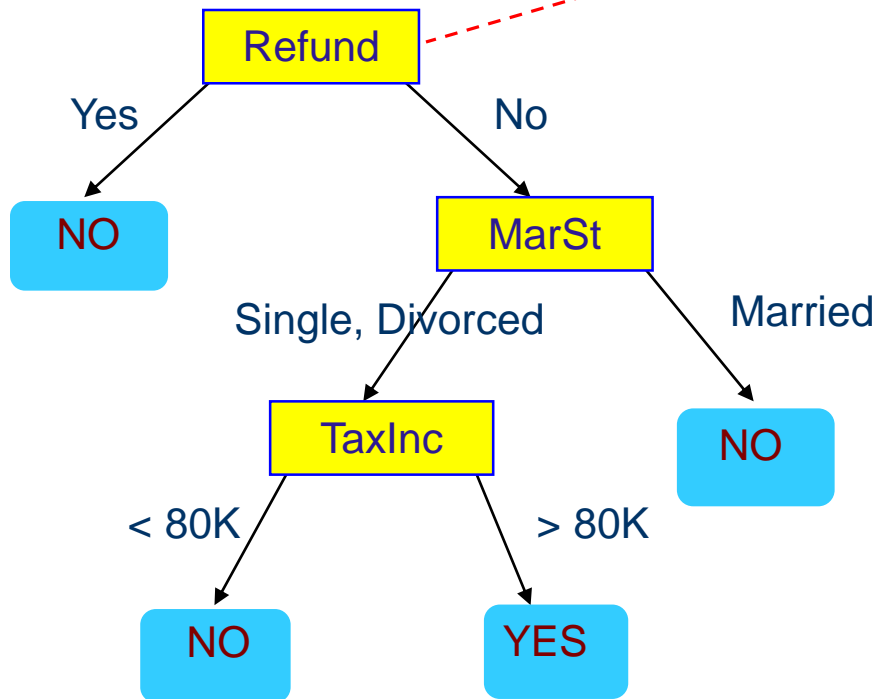 Refund
Yes
No
NO
MarSt
Single, Divorced
Married
TaxInc
NO
< 80K
> 80K
NO
YES